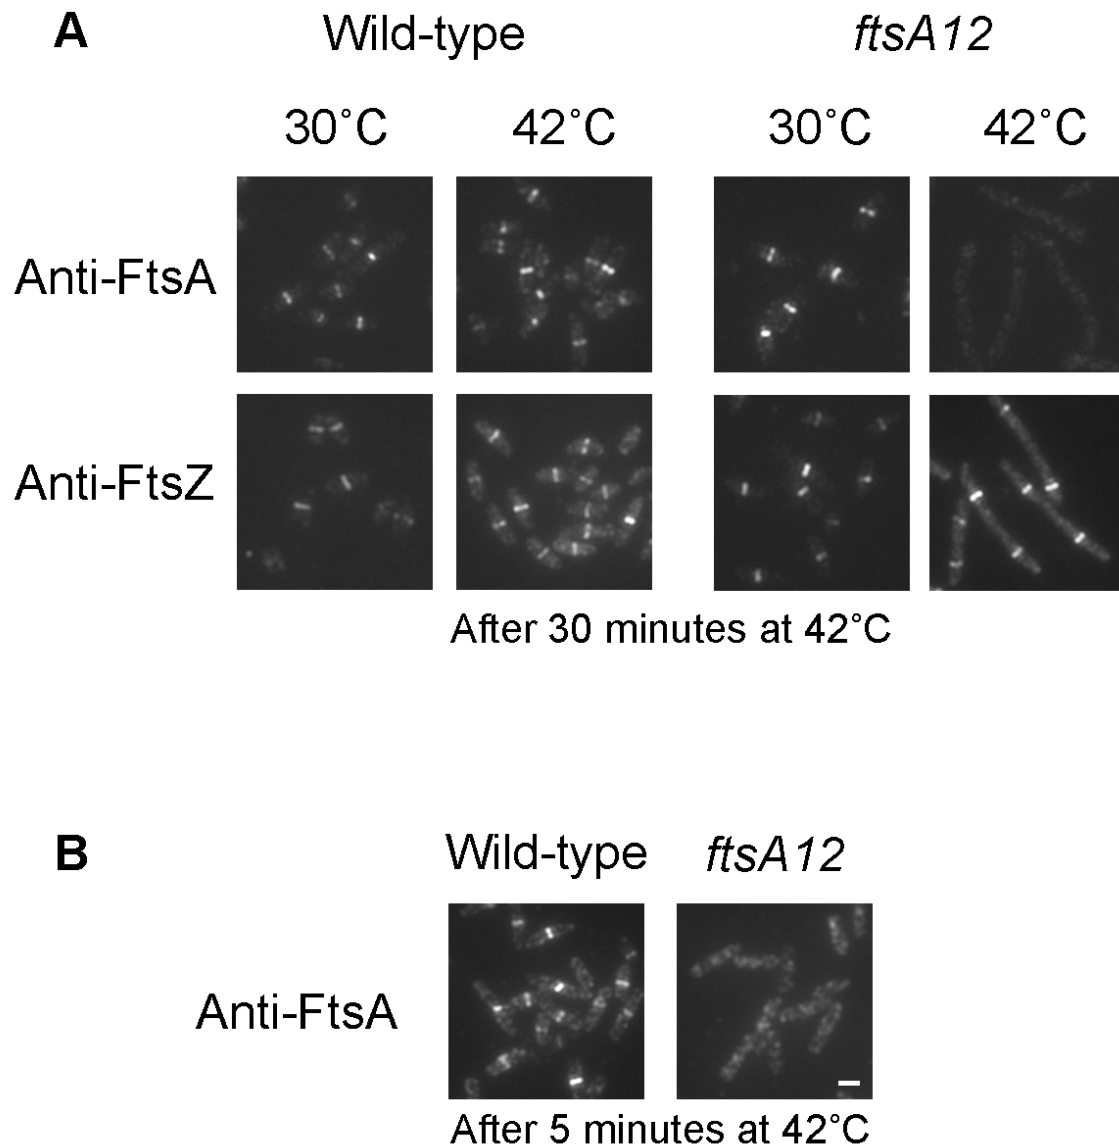 A Wild-type ftsA12
30°C 42°C 30°C 42°C
Anti-FtsA
Anti-FtsZ
After 30 minutes at 42°C
B Wild-type ftsA12
Anti-FtsA
After 5 minutes at 42°C